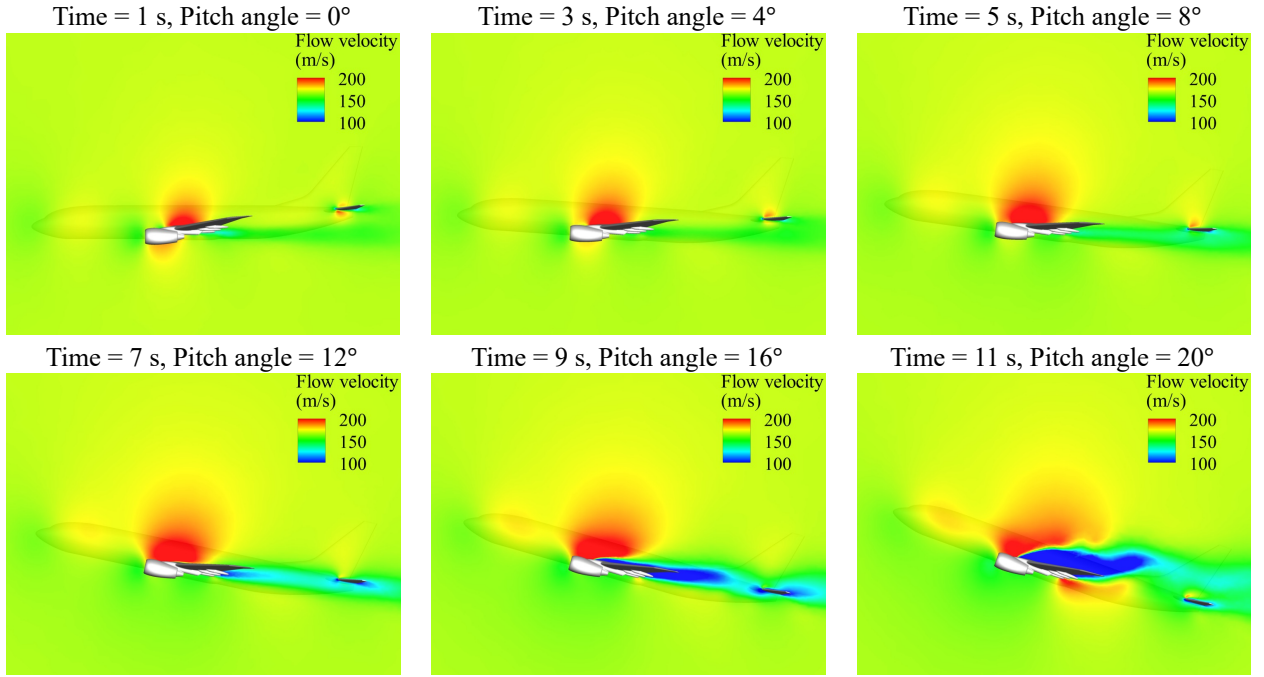 Time = 1 s, Pitch angle = 0°
Flow velocity
(m/s)
200
150
100
Time = 3 s, Pitch angle = 4°
Flow velocity
(m/s)
200
150
100
Time = 5 s, Pitch angle = 8°
Flow velocity
(m/s)
200
150
100
Time = 7 s, Pitch angle = 12°
Flow velocity
(m/s)
200
150
100
Time = 9 s, Pitch angle = 16°
Flow velocity
(m/s)
200
150
100
Time = 11 s, Pitch angle = 20°
Flow velocity
(m/s)
200
150
100